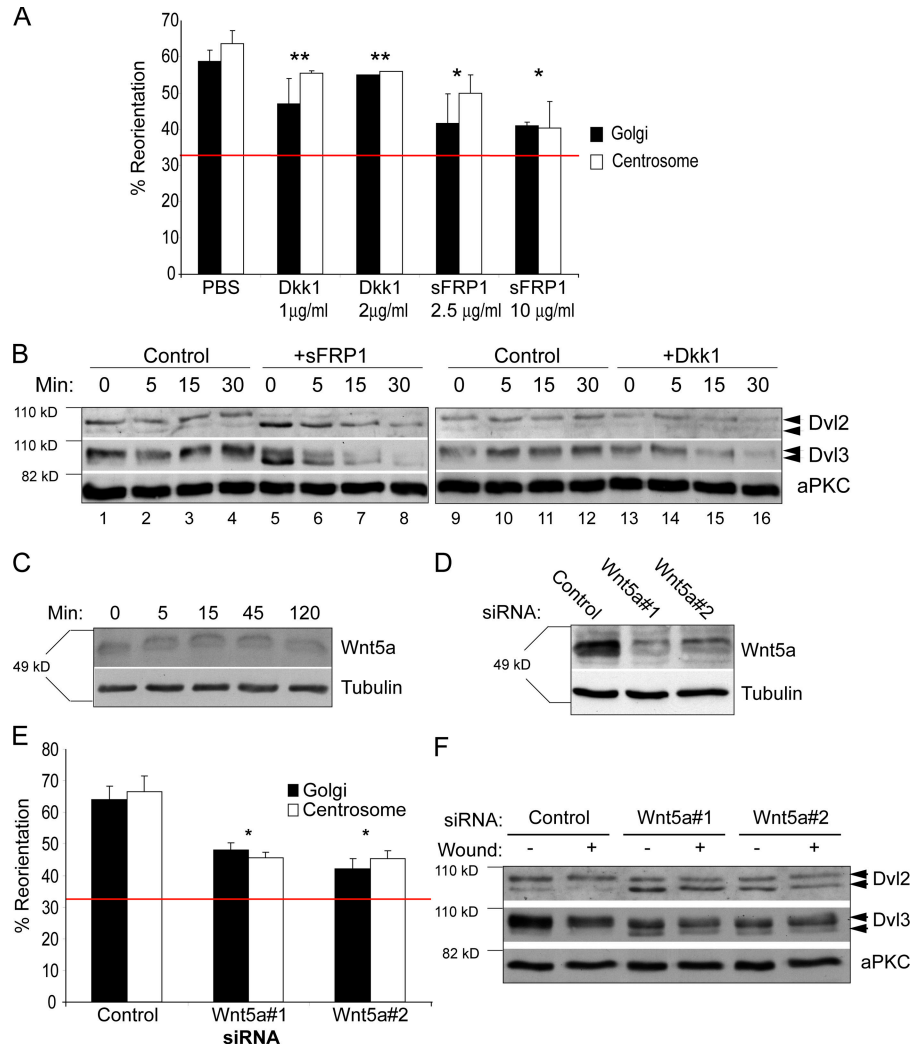 A
% Reorientation
70
60
50
40
30
20
10
0
** ** * *
Golgi
Centrosome
PBS Dkk1 Dkk1 sFRP1 sFRP1
1μg/ml 2μg/ml 2.5 μg/ml 10 μg/ml
B
Control +sFRP1 Control +Dkk1
Min: 0 5 15 30 0 5 15 30 0 5 15 30 0 5 15 30
110 kD
Dvl2
110 kD
Dvl3
82 kD
aPKC
1 2 3 4 5 6 7 8 9 10 11 12 13 14 15 16
C
Min: 0 5 15 45 120
49 kD
Wnt5a
Tubulin
D
siRNA: Control Wnt5a#1 Wnt5a#2
49 kD
Wnt5a
Tubulin
E
% Reorientation
80
70
60
50
40
30
20
10
0
Golgi
Centrosome
* *
Control Wnt5a#1 Wnt5a#2
siRNA
F
siRNA: Control Wnt5a#1 Wnt5a#2
Wound: - + - + - +
110 kD
Dvl2
110 kD
Dvl3
82 kD
aPKC